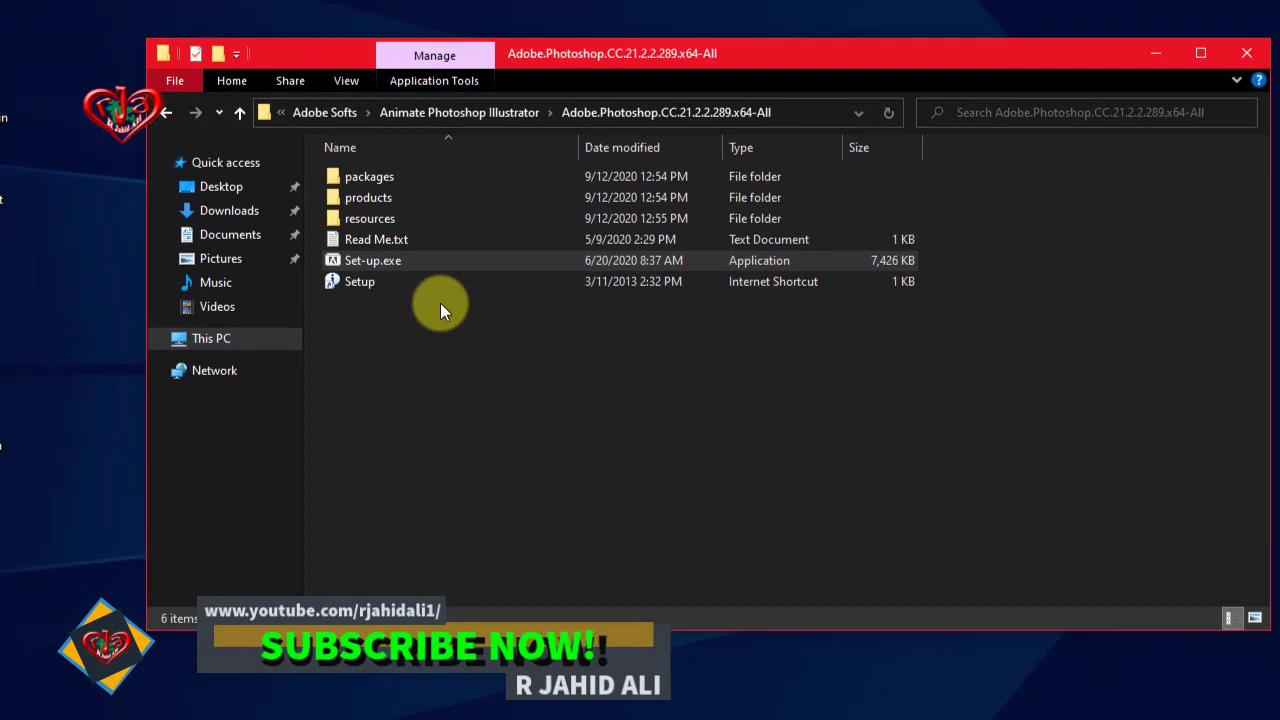 Manage
Adobe.Photoshop.CC.21.2.2.289.x64-All
File Home Share View Application Tools
« Adobe Softs > Animate Photoshop Illustrator > Adobe.Photoshop.CC.21.2.2.289.x64-All
Search Adobe.Photoshop.CC.21.2.2.289.x64-All
Name Date modified Type Size
Quick access
Desktop
Downloads
Documents
Pictures
Music
Videos
This PC
Network
packages 9/12/2020 12:54 PM File folder
products 9/12/2020 12:54 PM File folder
resources 9/12/2020 12:55 PM File folder
Read Me.txt 5/9/2020 2:29 PM Text Document 1 KB
Set-up.exe 6/20/2020 8:37 AM Application 7,426 KB
Setup 3/11/2013 2:32 PM Internet Shortcut 1 KB
6 items
www.youtube.com/rjahidali1/
SUBSCRIBE NOW!
R JAHID ALI